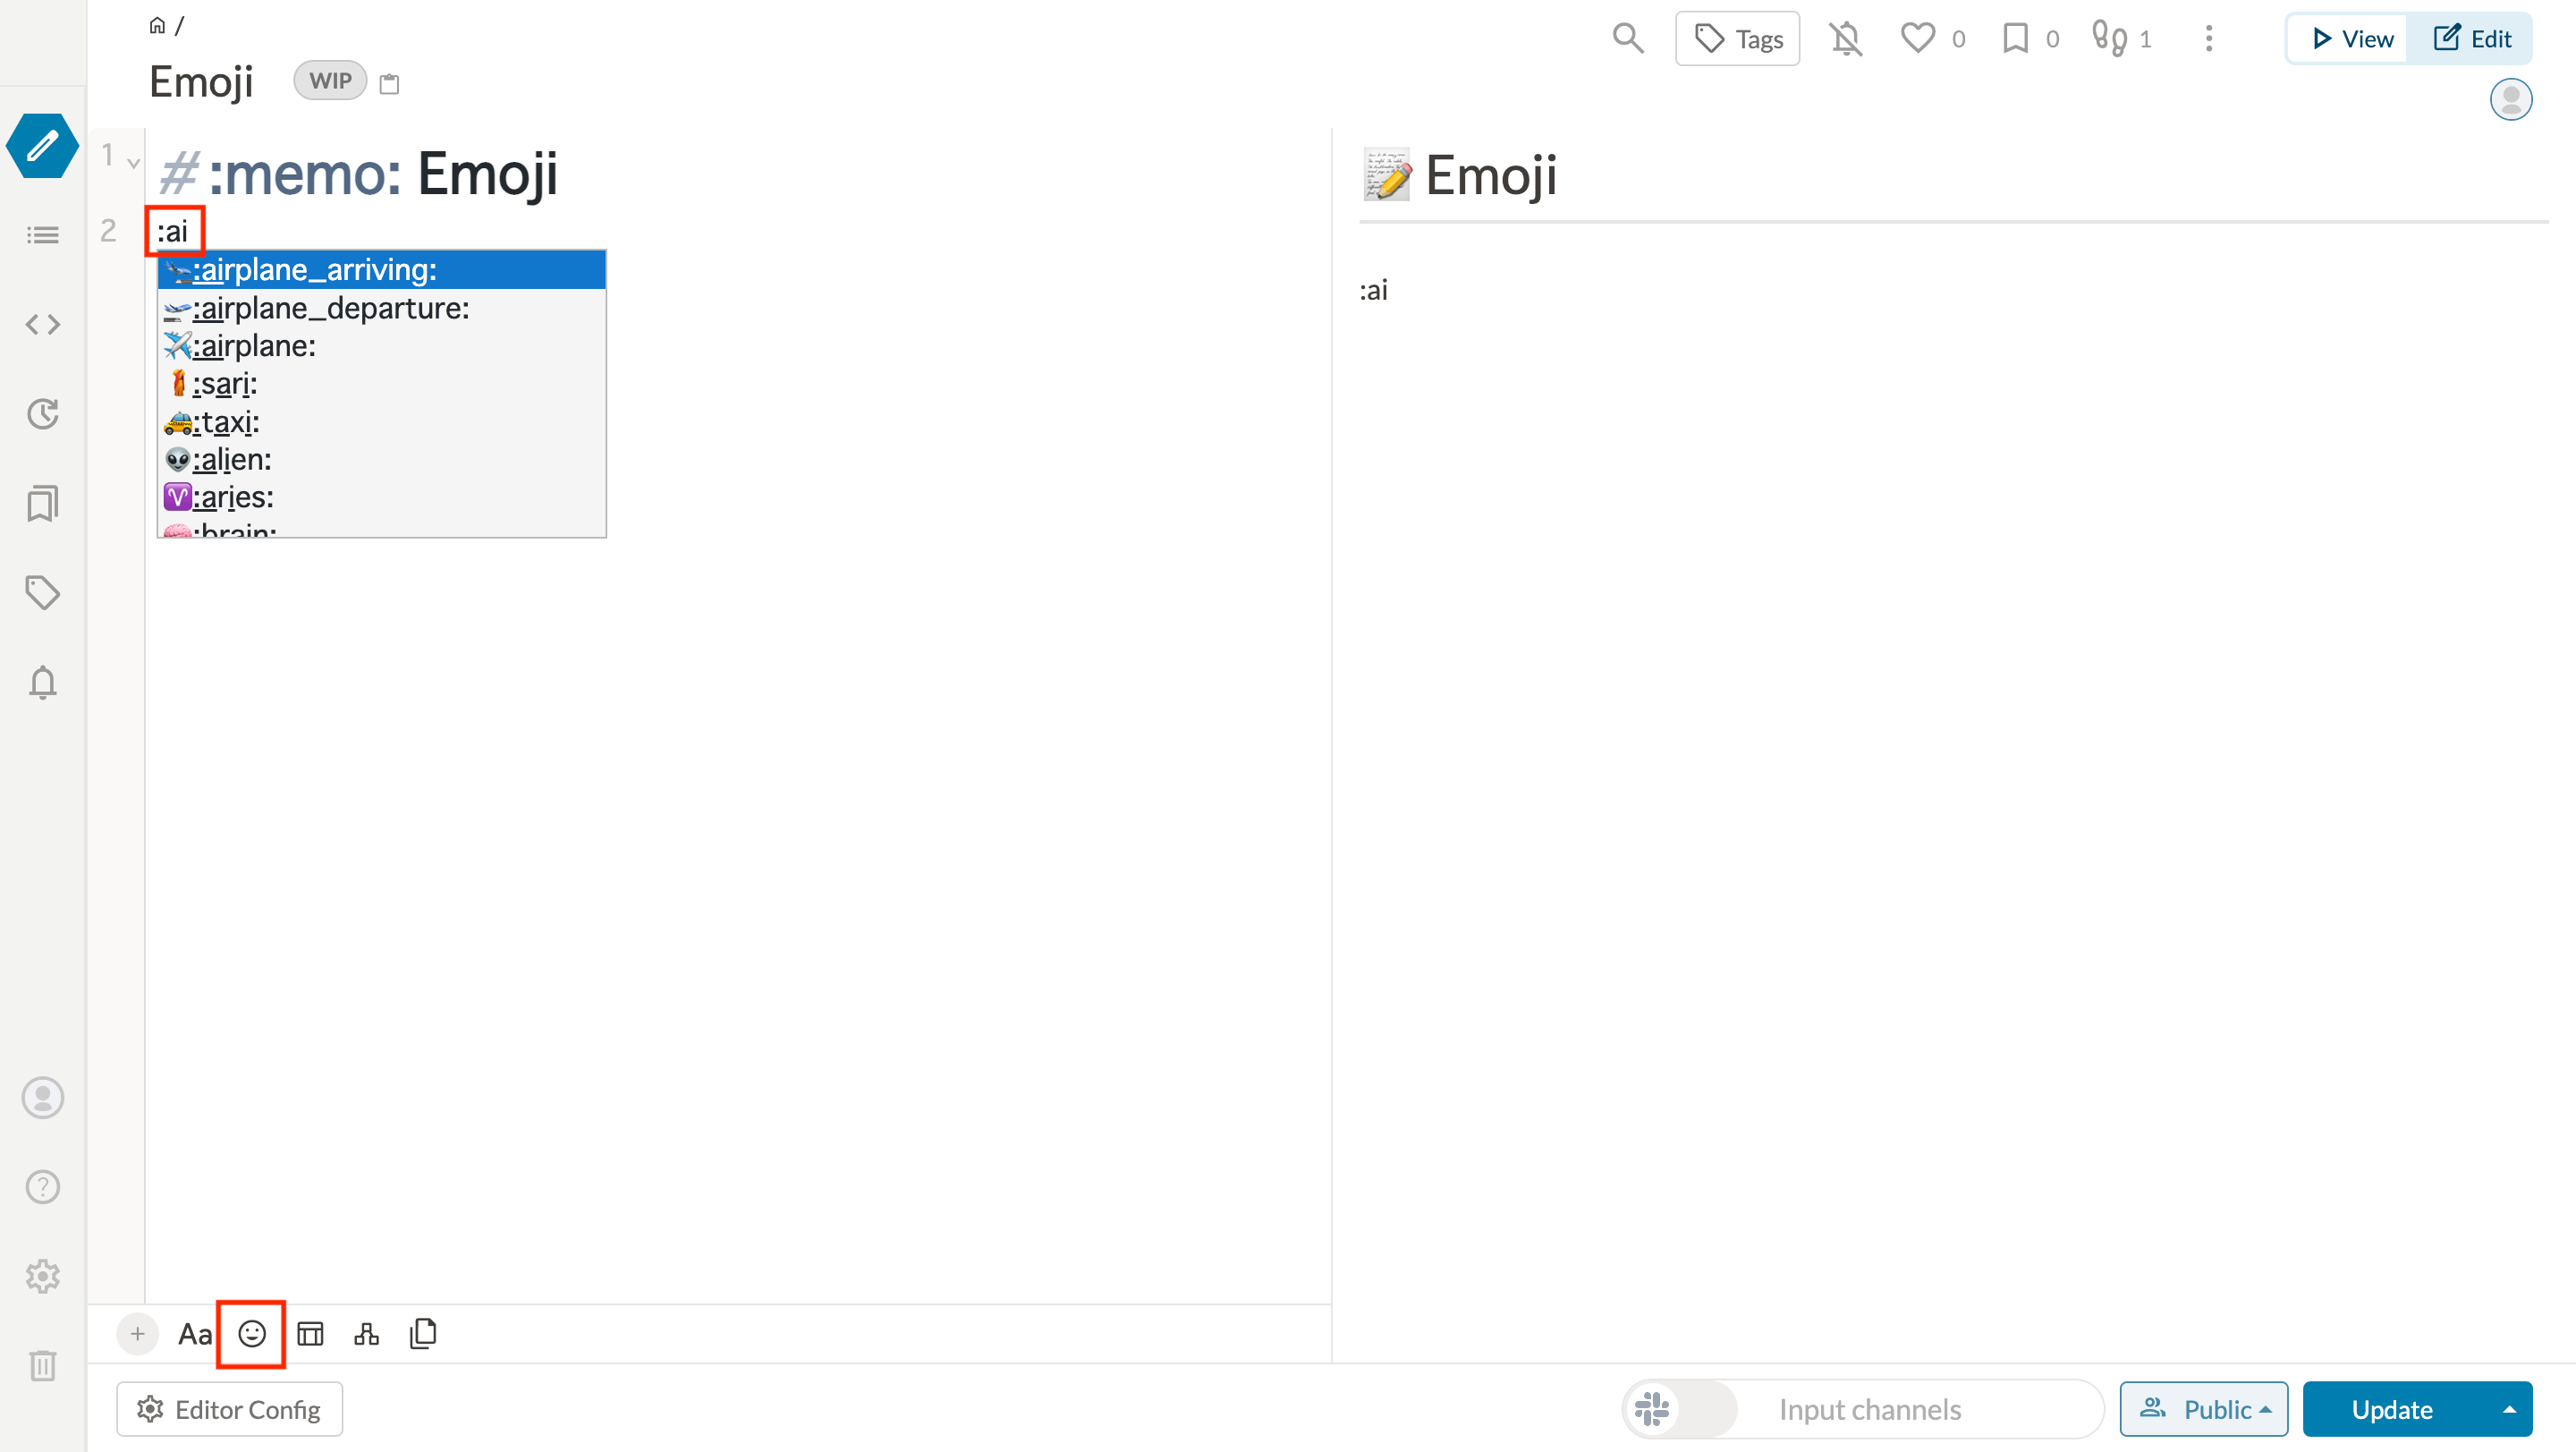 /
Emoji WIP
Tags 0 0 1 View Edit
1 # :memo: Emoji
2 :ai
:airplane_arriving:
:airplane_departure:
:airplane:
:sari:
:taxi:
:alien:
:aries:
:brain:
Emoji
:ai
Aa
Editor Config
Input channels
Public
Update